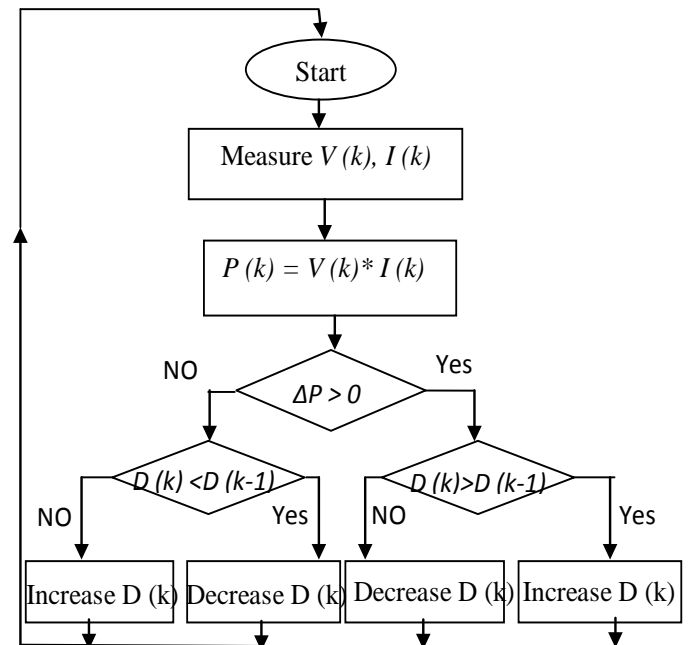 Start
Measure V (k), I (k)
P (k) = V(k)* I (k)
NO
Yes
ΔP > 0
D (k) <D (k-1)
D (k)>D (k-1)
NO
Yes
NO
Yes
Increase D (k)
Decrease D (k)
Decrease D (k)
Increase D (k)